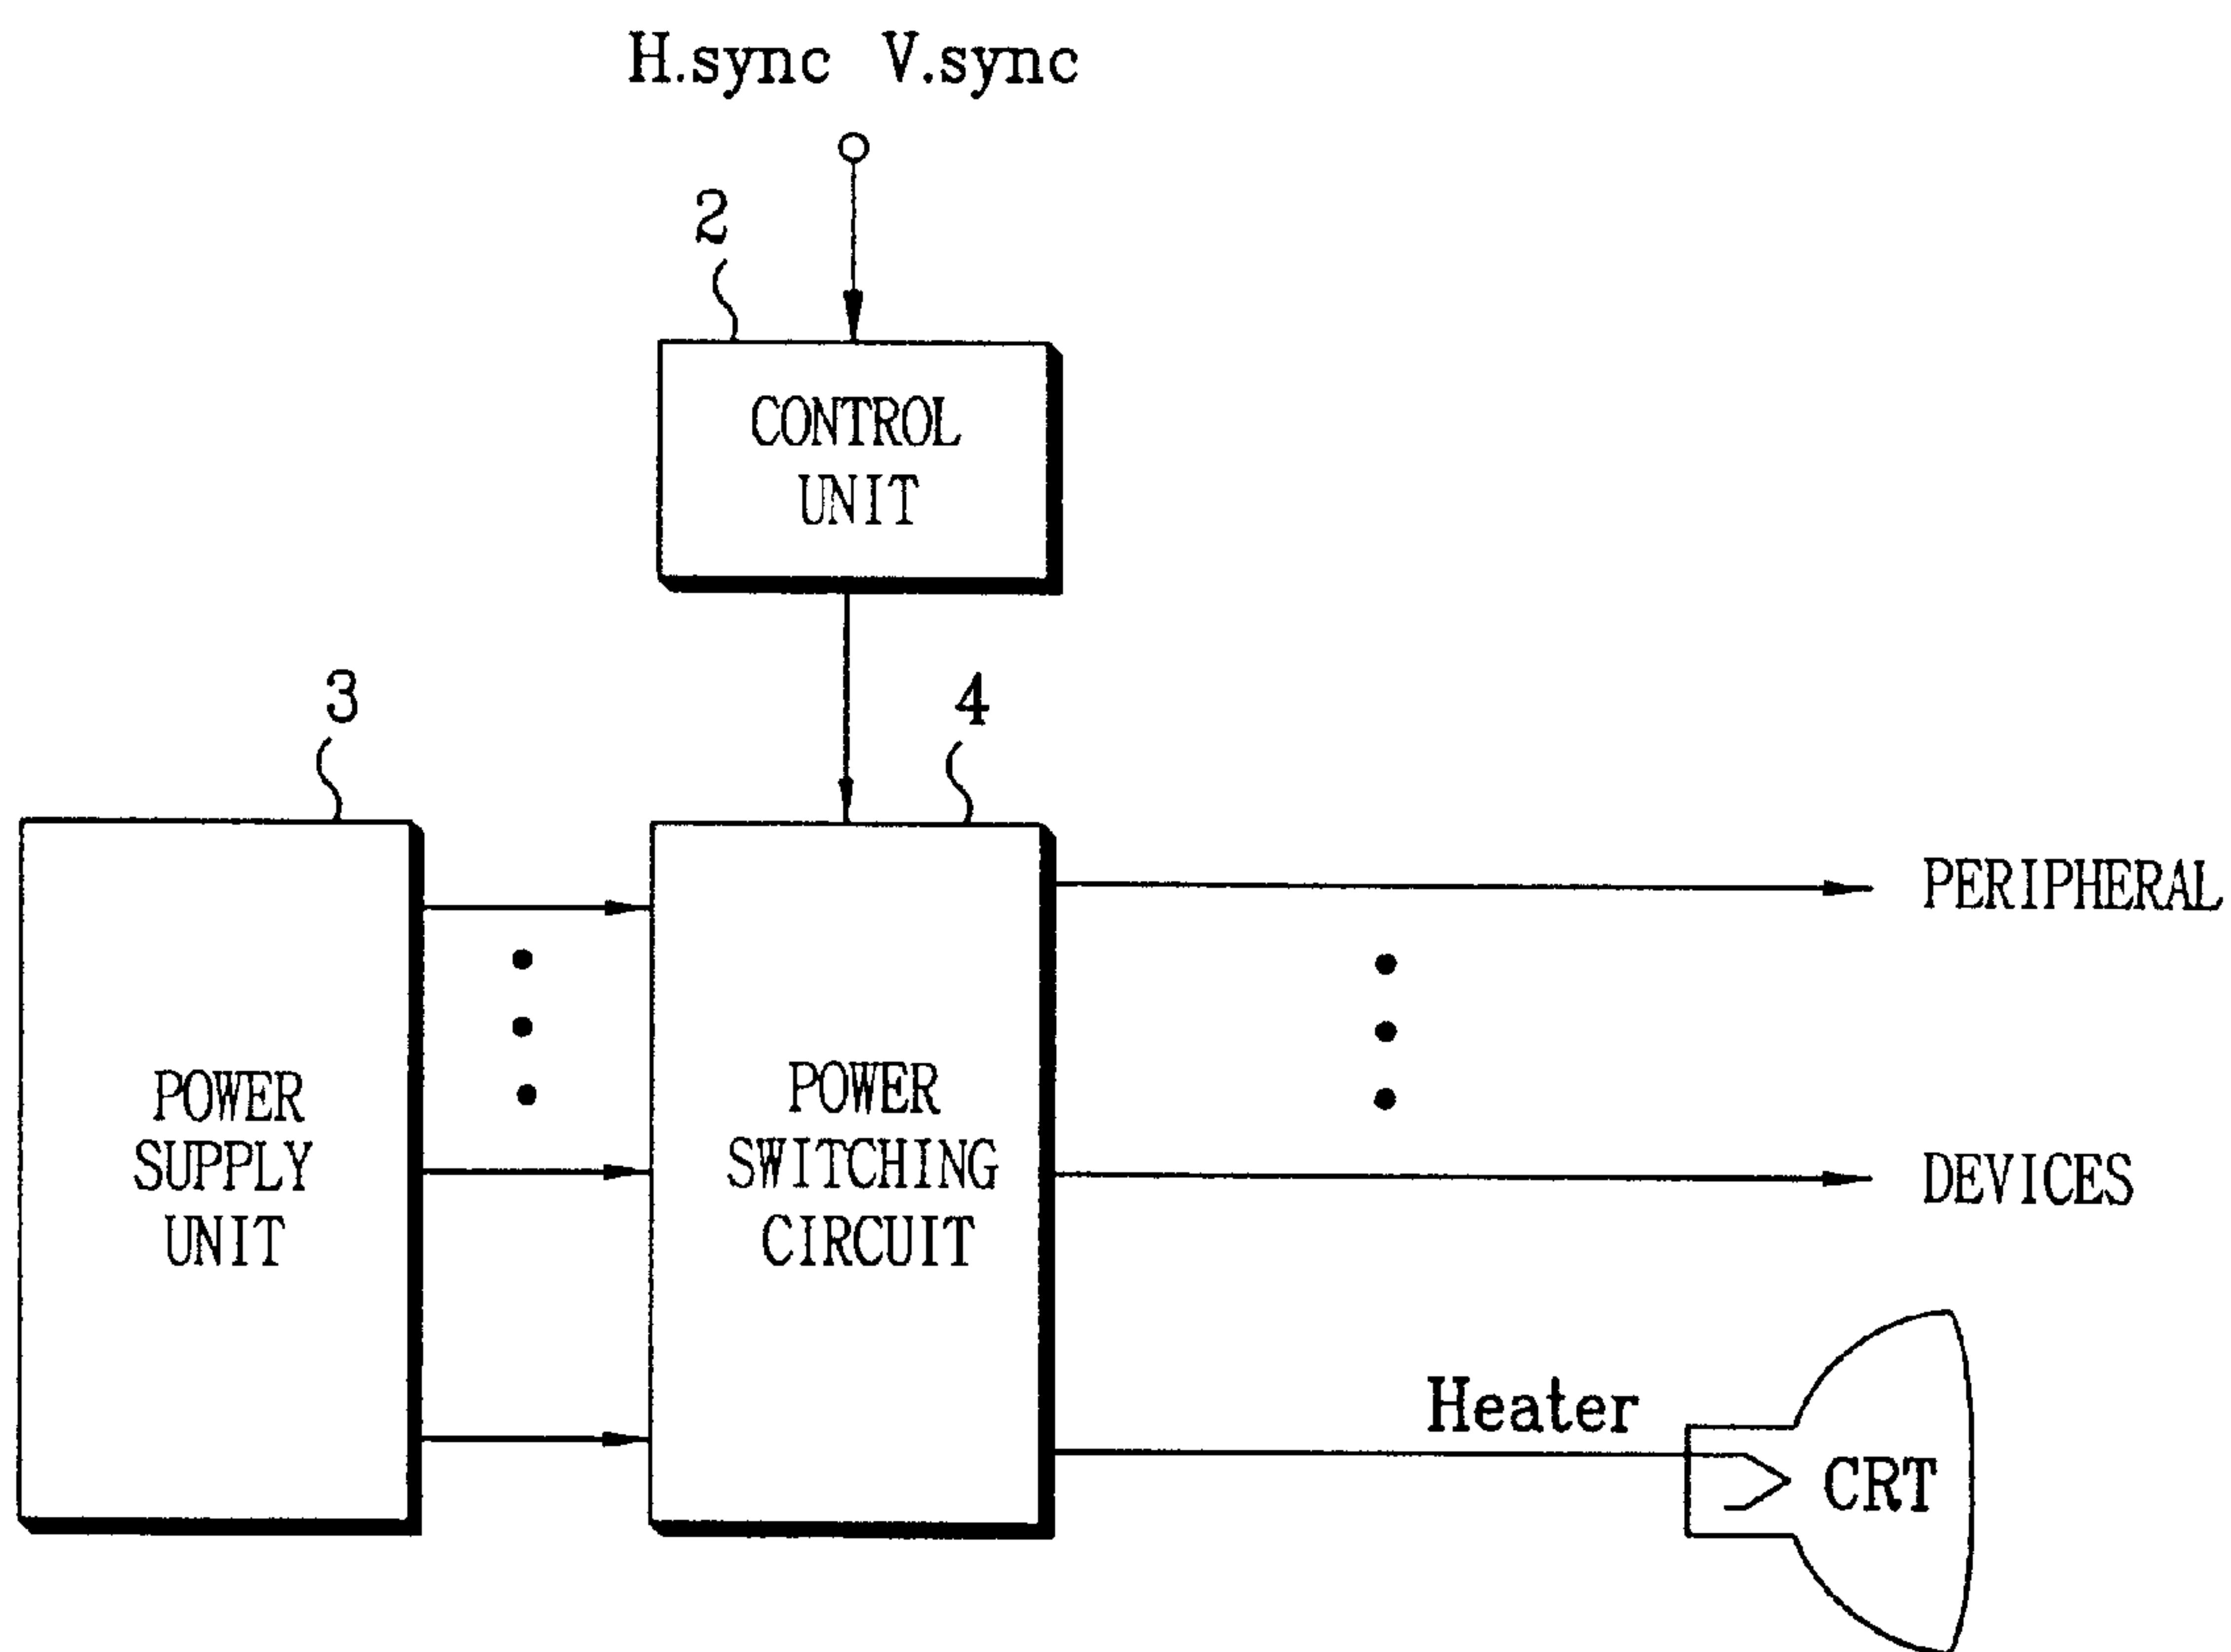 H.sync V.sync
2
CONTROL
UNIT
3
4
POWER
SUPPLY
UNIT
POWER
SWITCHING
CIRCUIT
PERIPHERAL
DEVICES
Heater
CRT